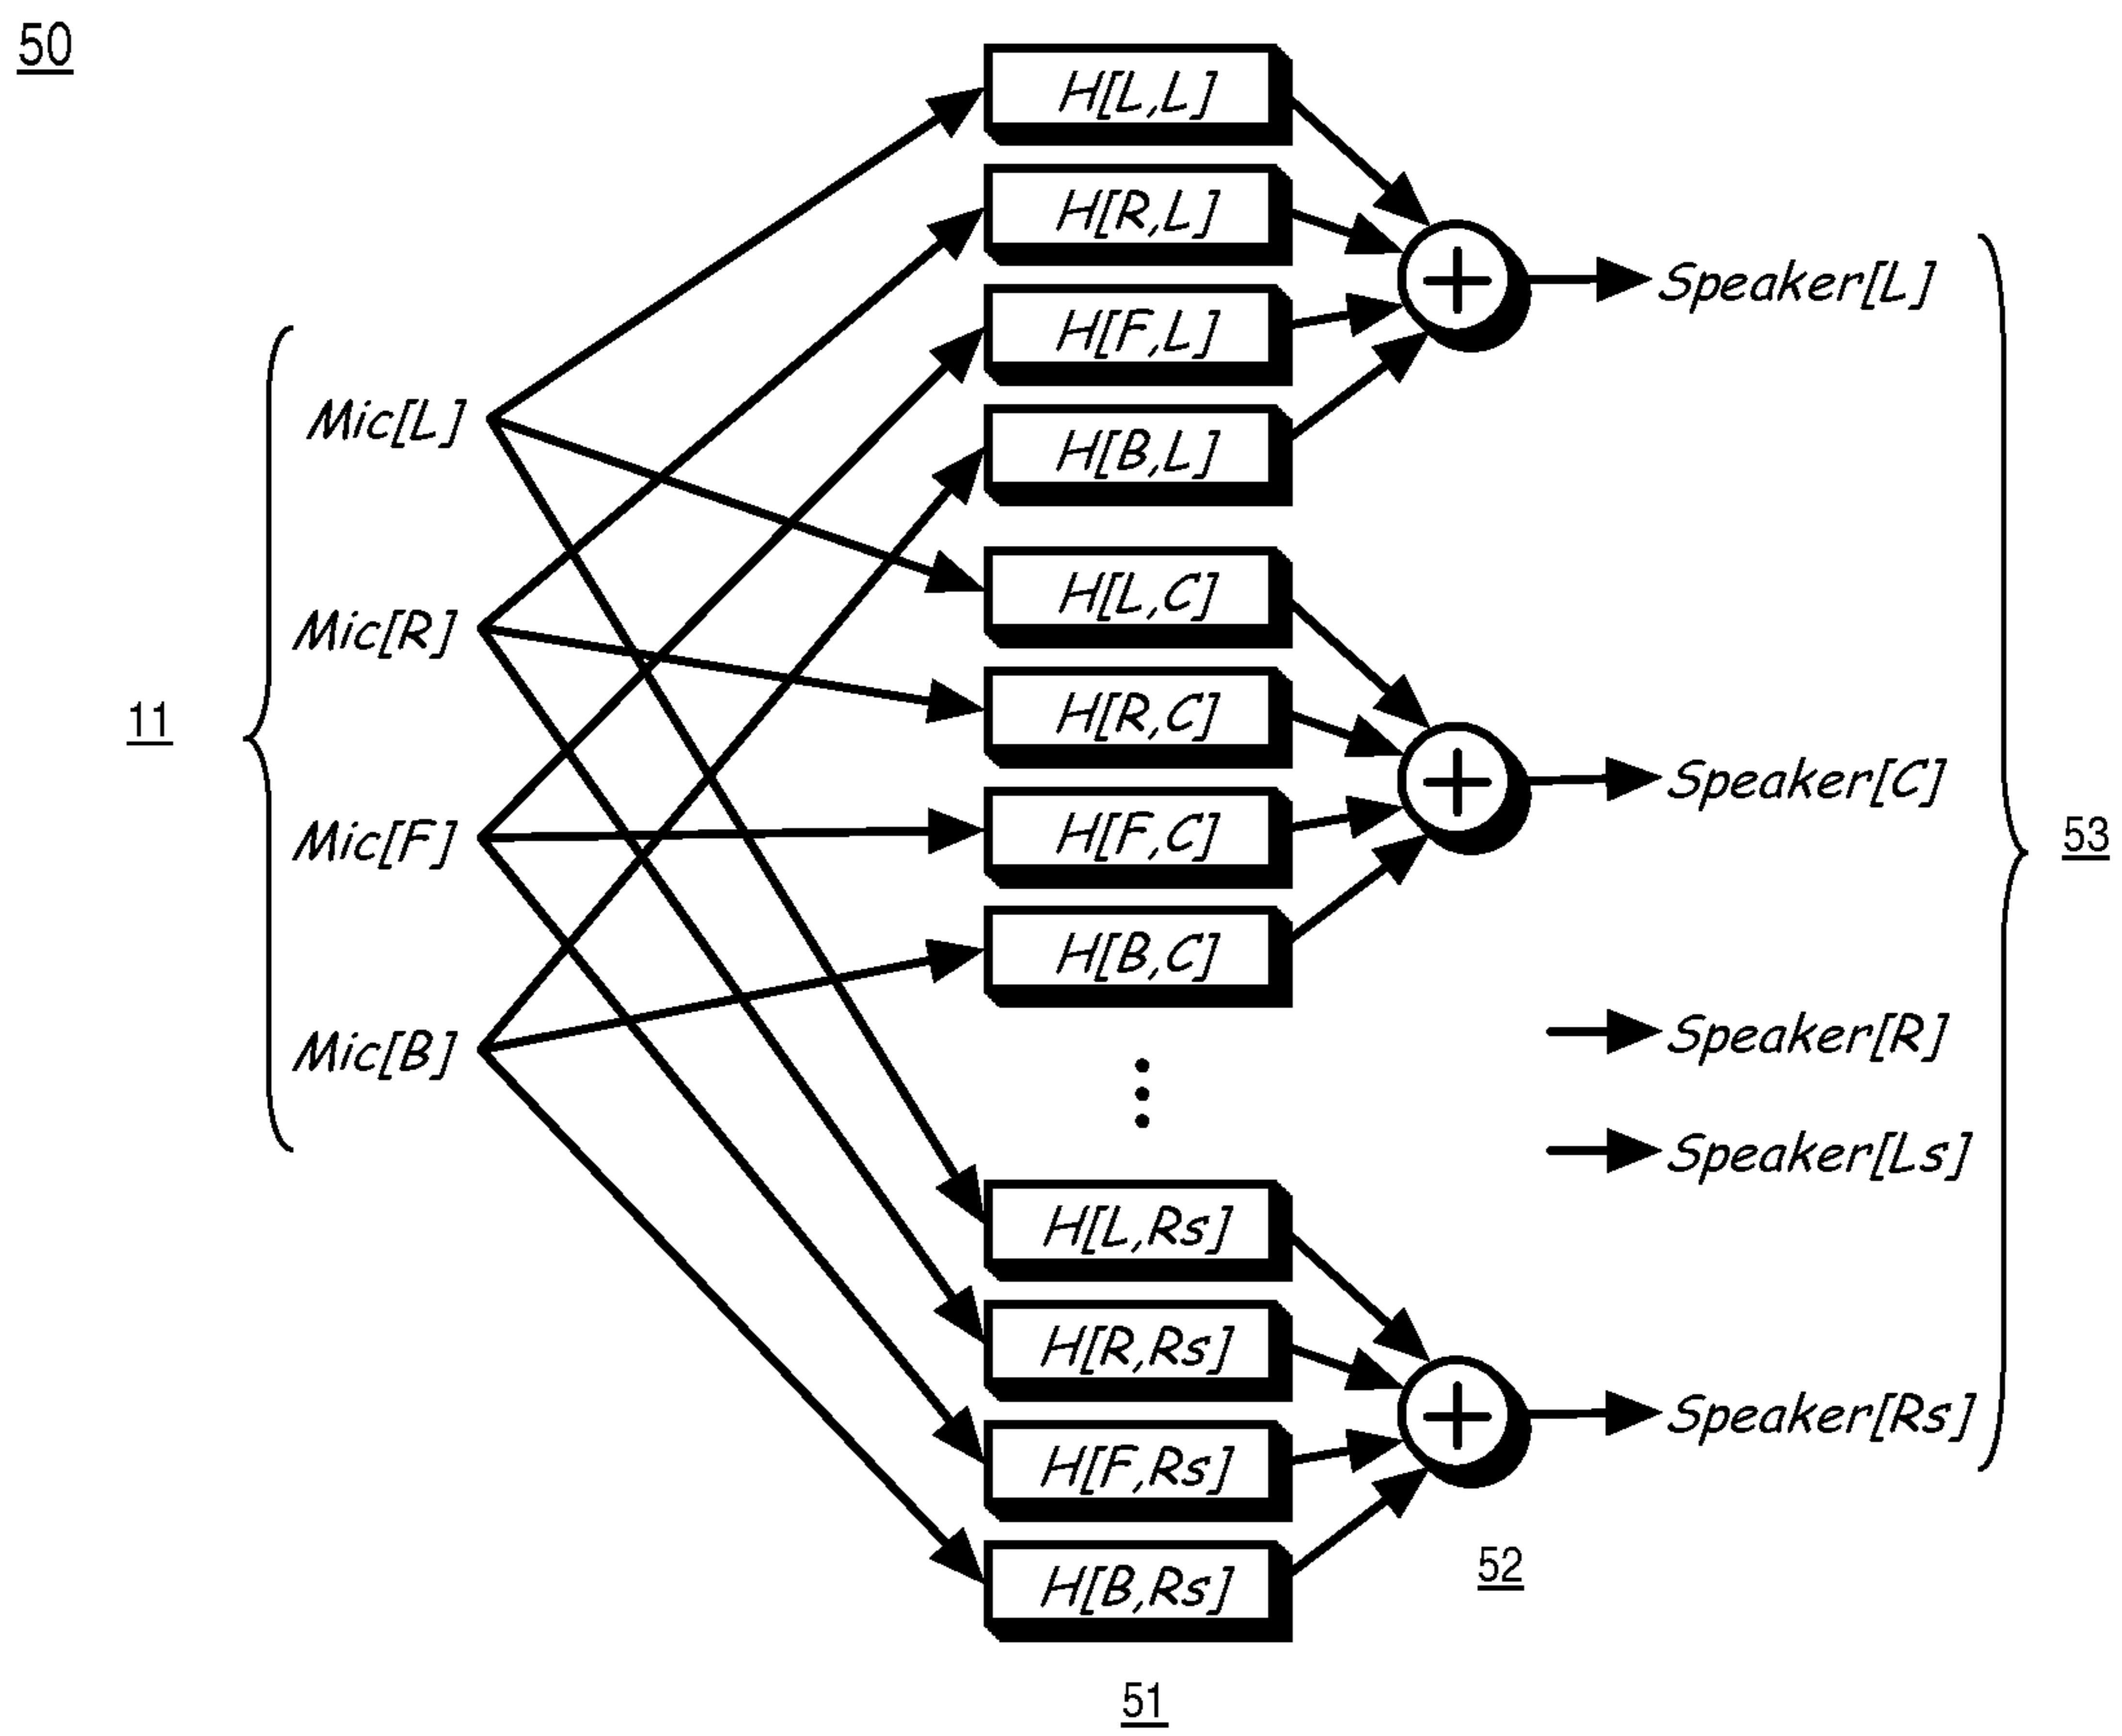 50
H[L,L]
H[R,L]
H[F,L]
H[B,L]
H[L,C]
H[R,C]
H[F,C]
H[B,C]
H[L,Rs]
H[R,Rs]
H[F,Rs]
H[B,Rs]
Mic[L]
Mic[R]
Mic[F]
Mic[B]
11
Speaker[L]
Speaker[C]
Speaker[R]
Speaker[Ls]
Speaker[Rs]
53
52
51